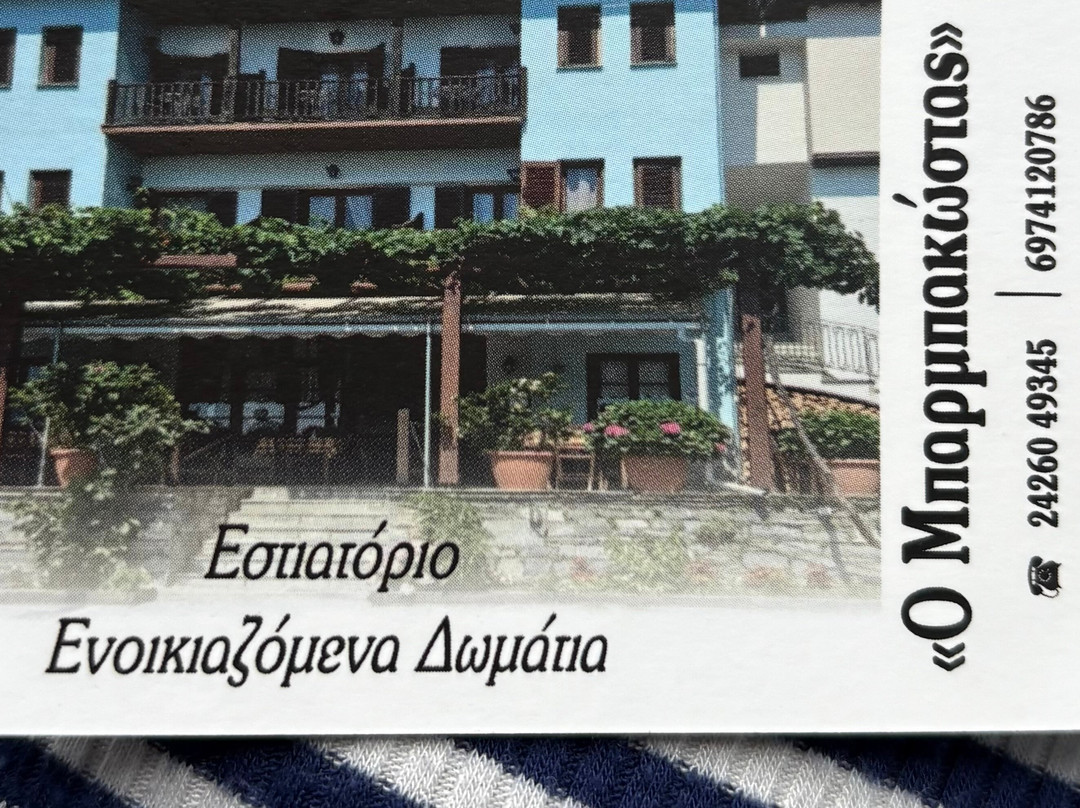 Εστιατόριο
Ενοικιαζόμενα Δωμάτια
«Ο Μπαρμπακώστας»
24260 49345 | 6974120786